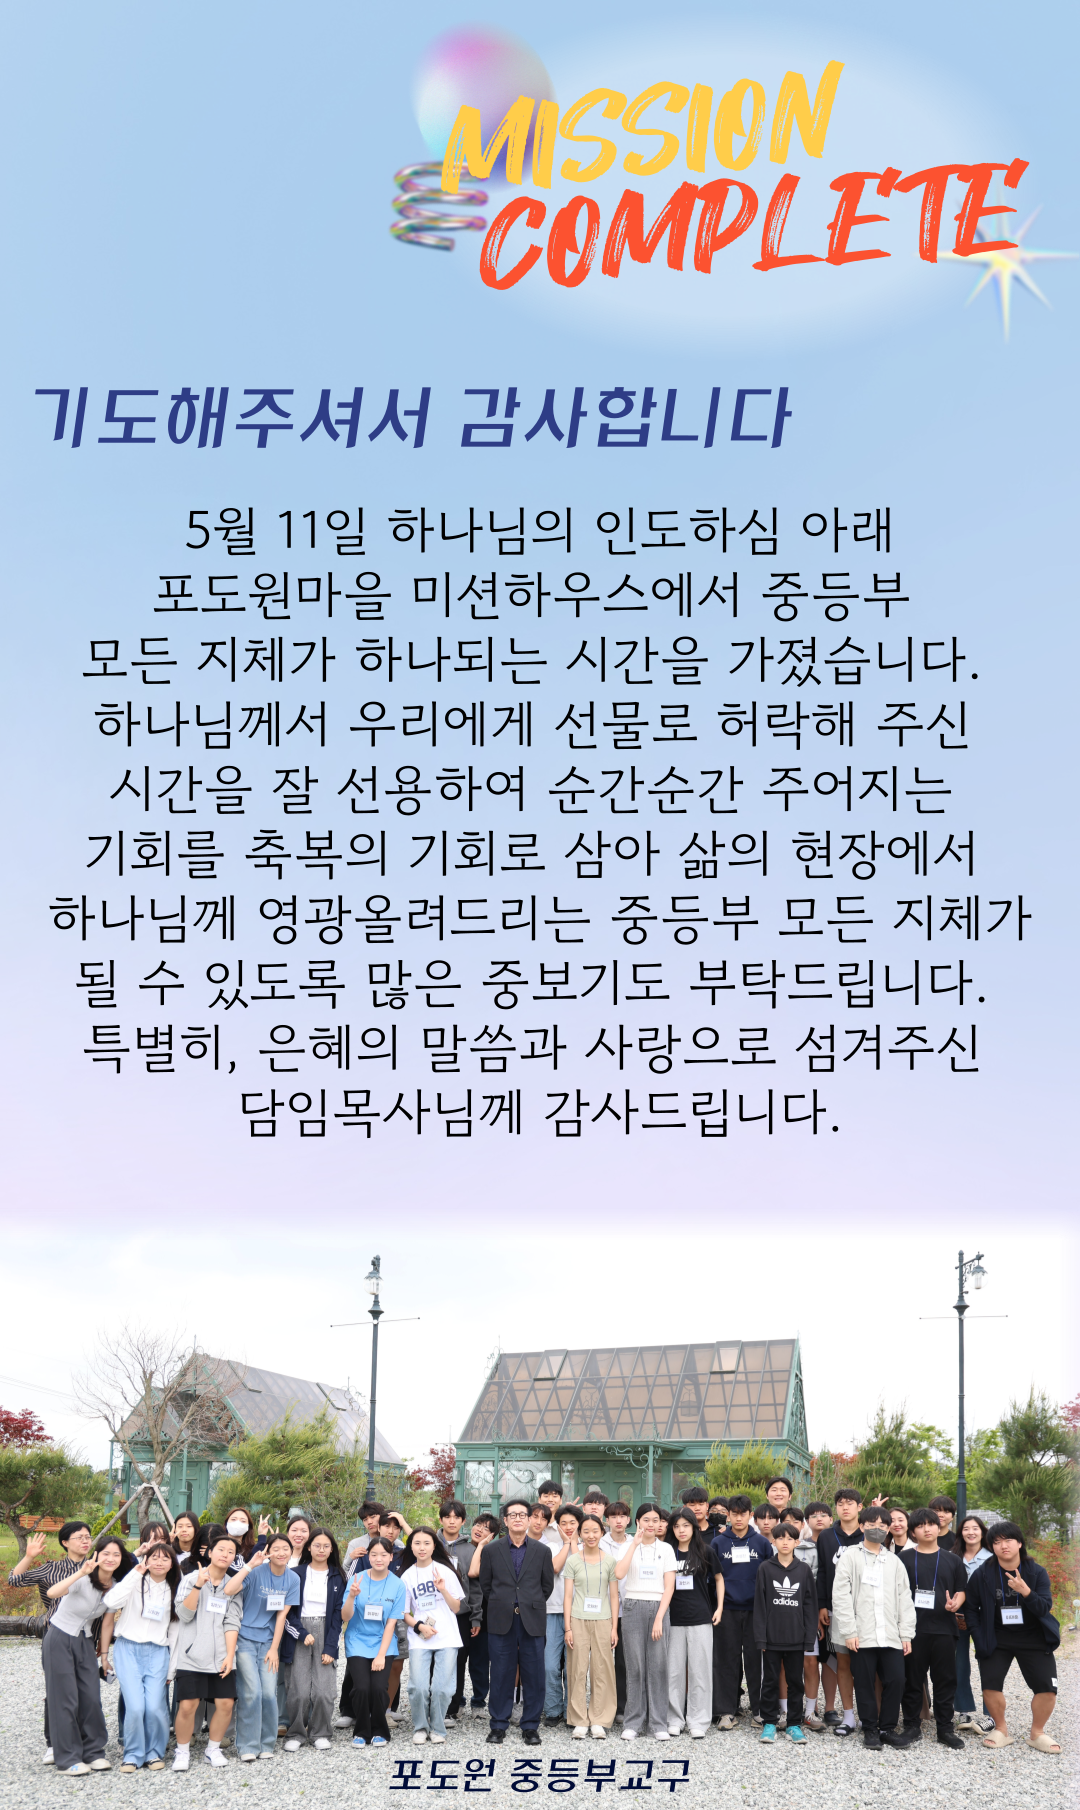 MISSION
COMPLETE
기도해주셔서 감사합니다
5월 11일 하나님의 인도하심 아래
포도원마을 미션하우스에서 중등부
모든 지체가 하나되는 시간을 가졌습니다.
하나님께서 우리에게 선물로 허락해 주신
시간을 잘 선용하여 순간순간 주어지는
기회를 축복의 기회로 삼아 삶의 현장에서
하나님께 영광올려드리는 중등부 모든 지체가
될 수 있도록 많은 중보기도 부탁드립니다.
특별히, 은혜의 말씀과 사랑으로 섬겨주신
담임목사님께 감사드립니다.
198
adidas
포도원 중등부교구